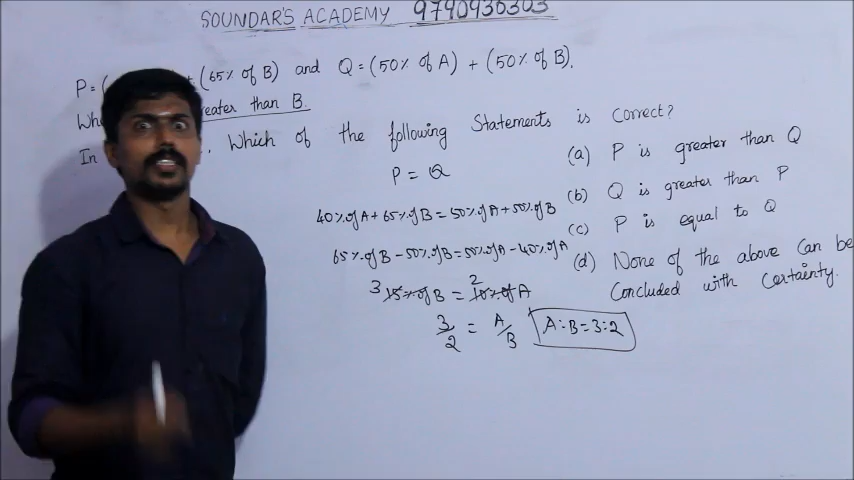 SOUNDAR'S ACADEMY 9740930303
P = ( + (65% of B) and Q = (50% of A) + (50% of B).
Whe greater than B.
In , Which of the following Statements is Correct?
P = Q
(a) P is greater than Q
(b) Q is greater than P
(c) P is equal to Q
(d) None of the above Can be
Concluded with Certainty.
40% of A + 65% of B = 50% of A + 50% of B
65% of B - 50% of B = 50% of A - 40% of A
3 15% of B = 2 10% of A
3/2 = A/B
A:B = 3:2